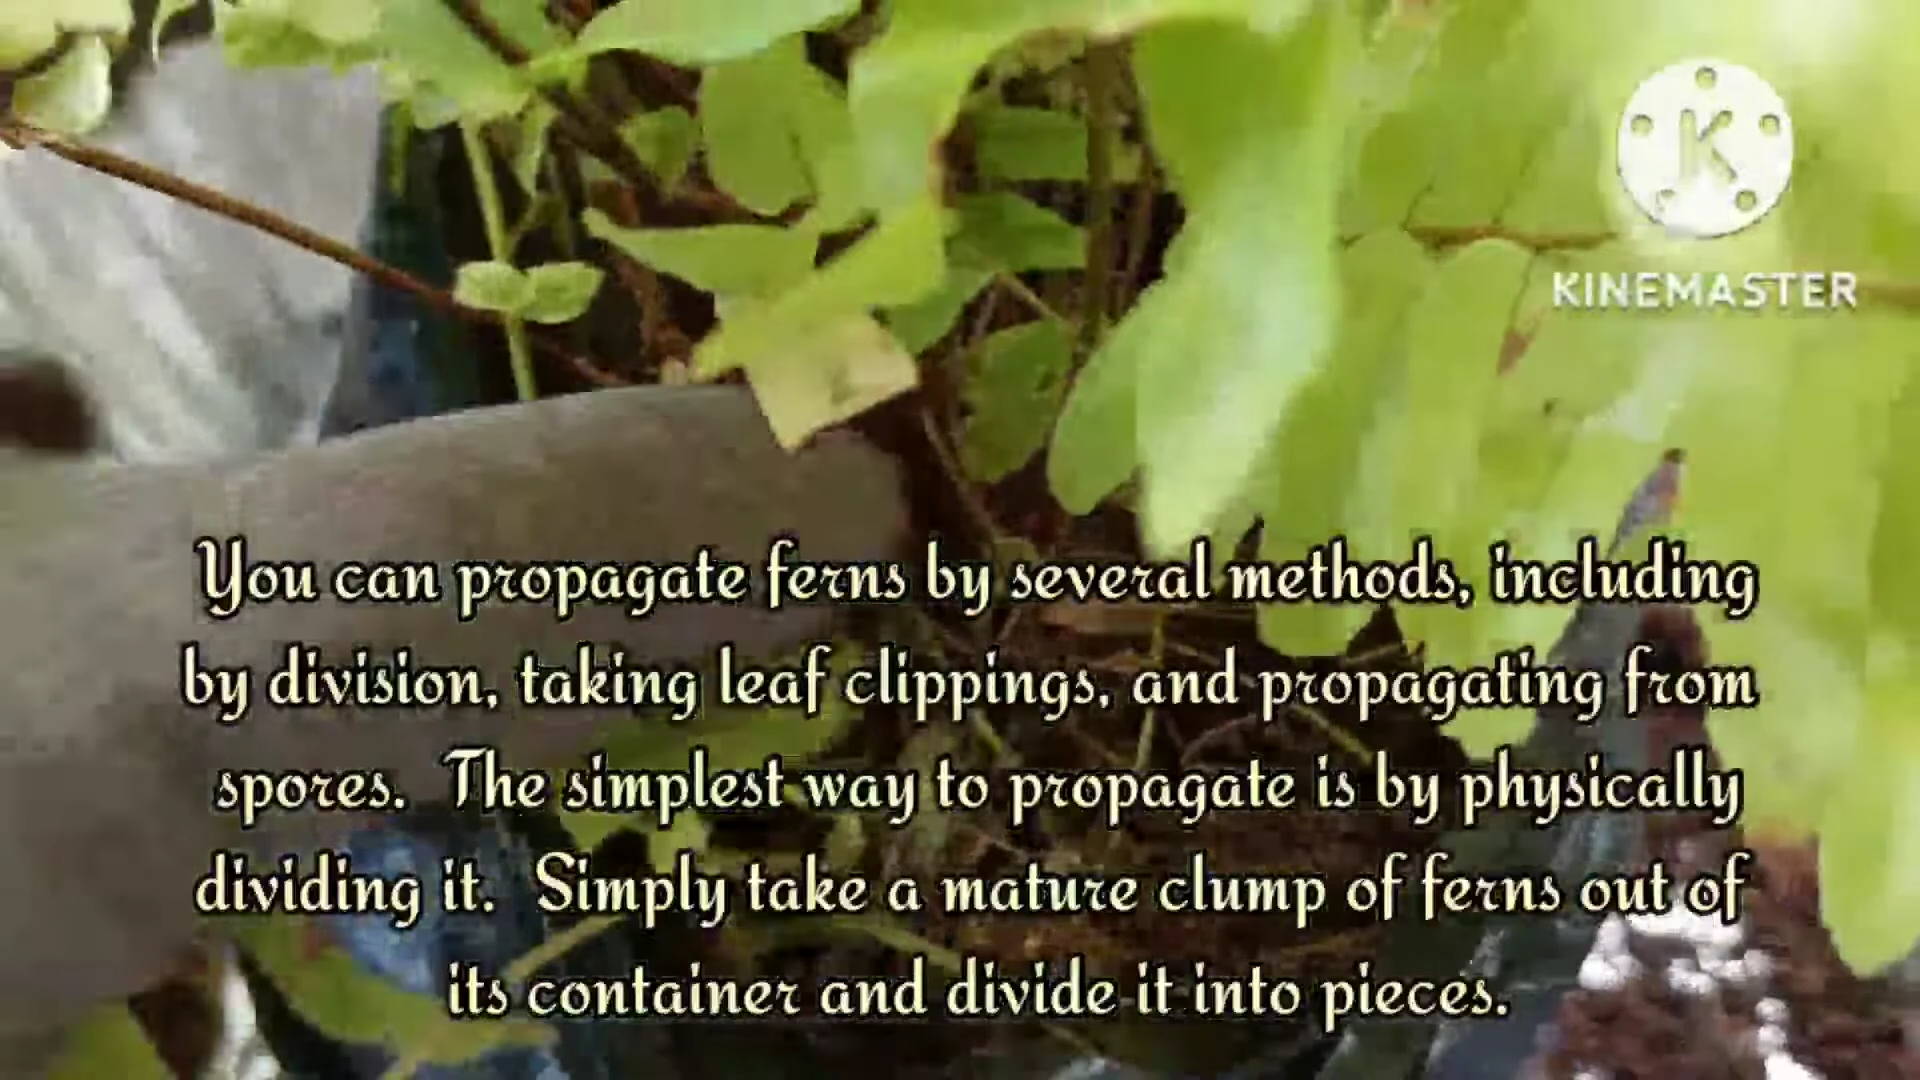 KINEMASTER
You can propagate ferns by several methods, including
by division, taking leaf clippings, and propagating from
spores.  The simplest way to propagate is by physically
dividing it.  Simply take a mature clump of ferns out of
its container and divide it into pieces.